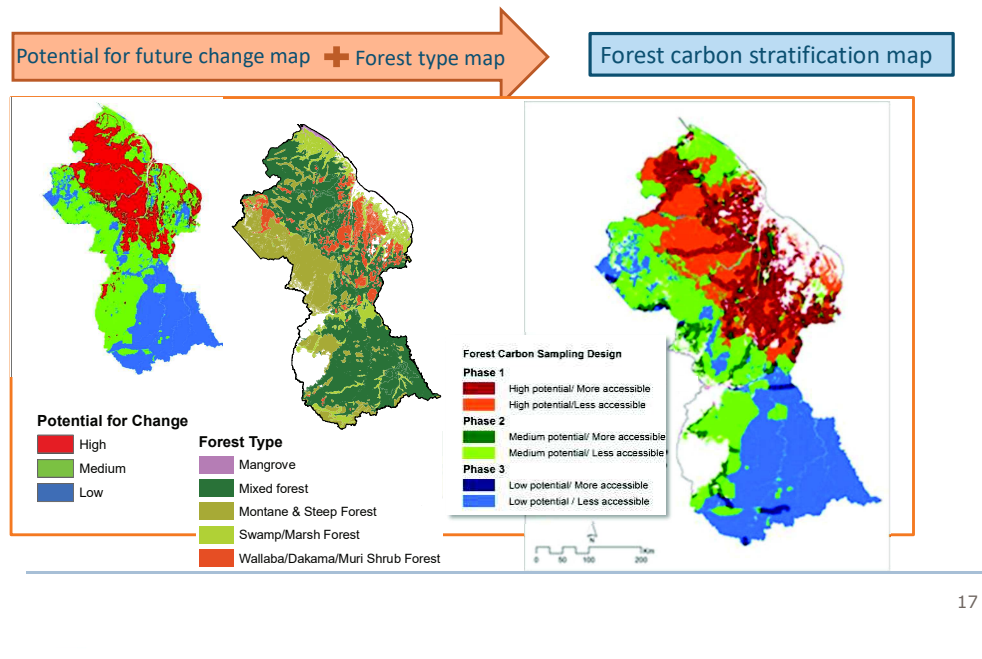 Potential for future change map + Forest type map
Forest carbon stratification map
Potential for Change
High
Medium
Low
Forest Type
Mangrove
Mixed forest
Montane & Steep Forest
Swamp/Marsh Forest
Wallaba/Dakama/Muri Shrub Forest
Forest Carbon Sampling Design
Phase 1
High potential/ More accessible
High potential/Less accessible
Phase 2
Medium potential/ More accessible
Medium potential/ Less accessible
Phase 3
Low potential/ More accessible
Low potential / Less accessible
N
Km
0 50 100 200
17